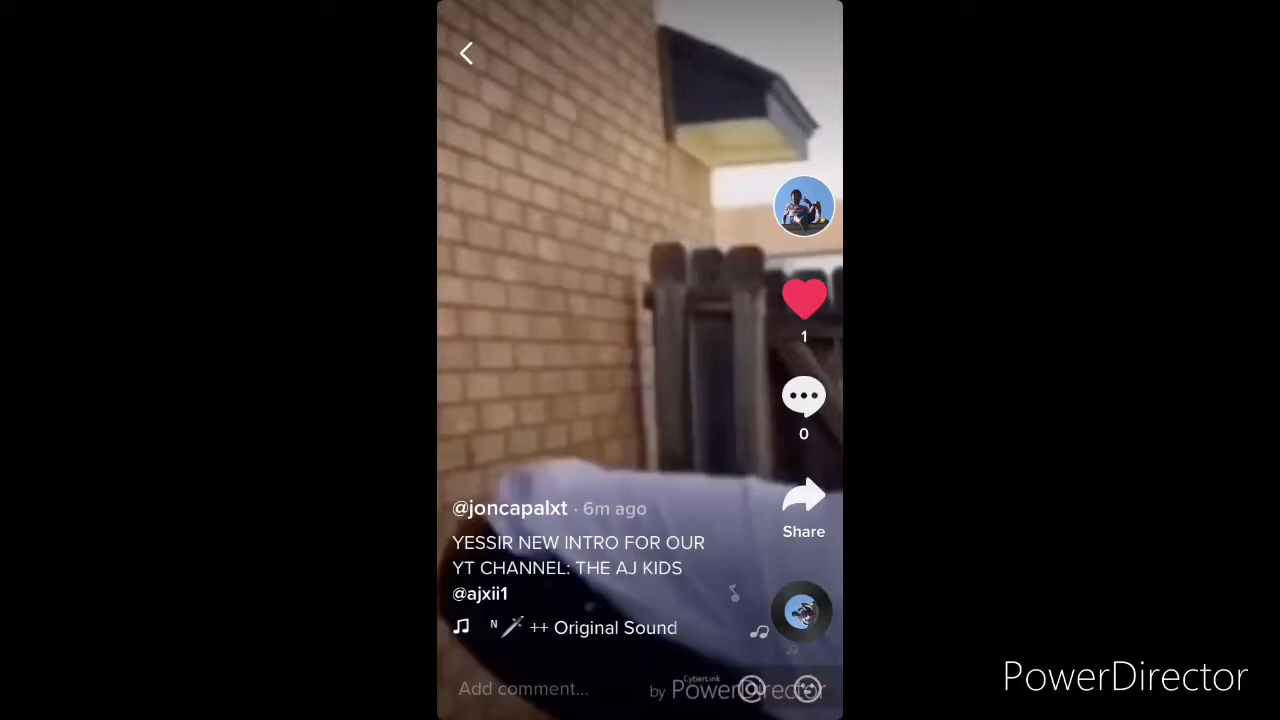 1
0
Share
@joncapalxt · 6m ago
YESSIR NEW INTRO FOR OUR
YT CHANNEL: THE AJ KIDS
@ajxii1
N ++ Original Sound
Add comment...
CyberLink
by PowerDirector
PowerDirector